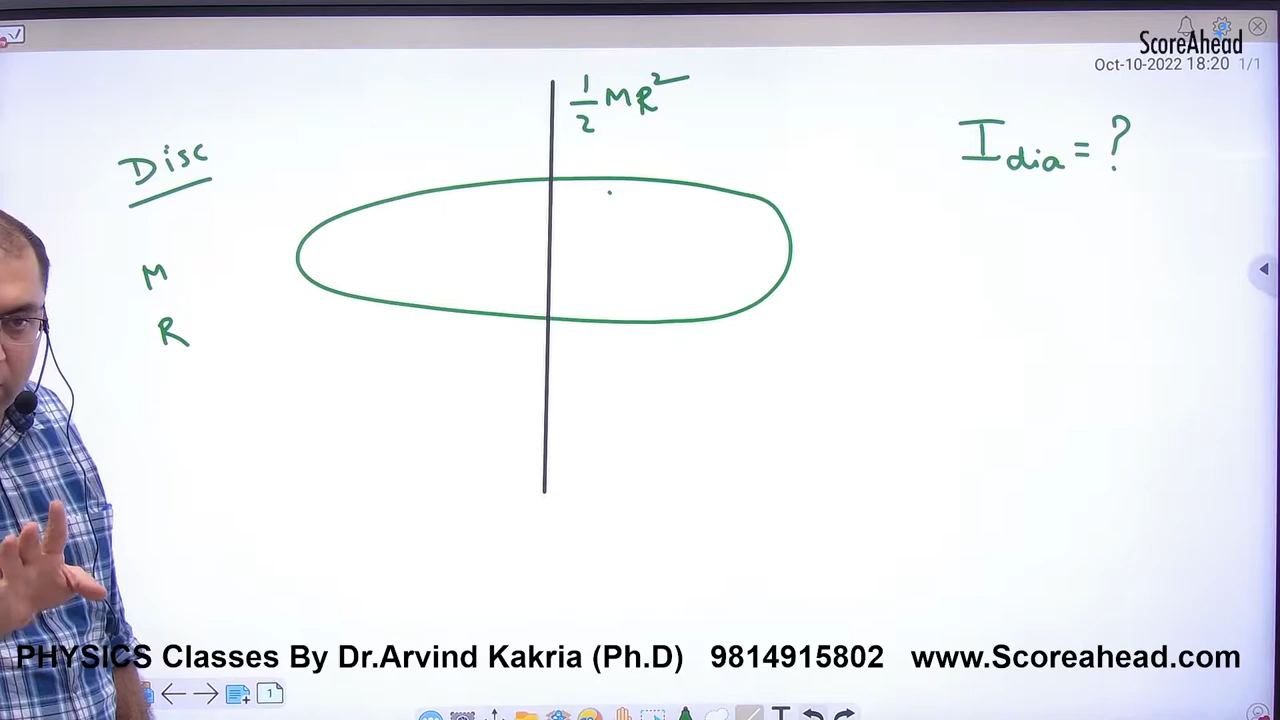 ScoreAhead
Oct-10-2022 18:20 1/1
1/2 MR²
I dia = ?
Disc
M
R
PHYSICS Classes By Dr.Arvind Kakria (Ph.D) 9814915802 www.Scoreahead.com
1